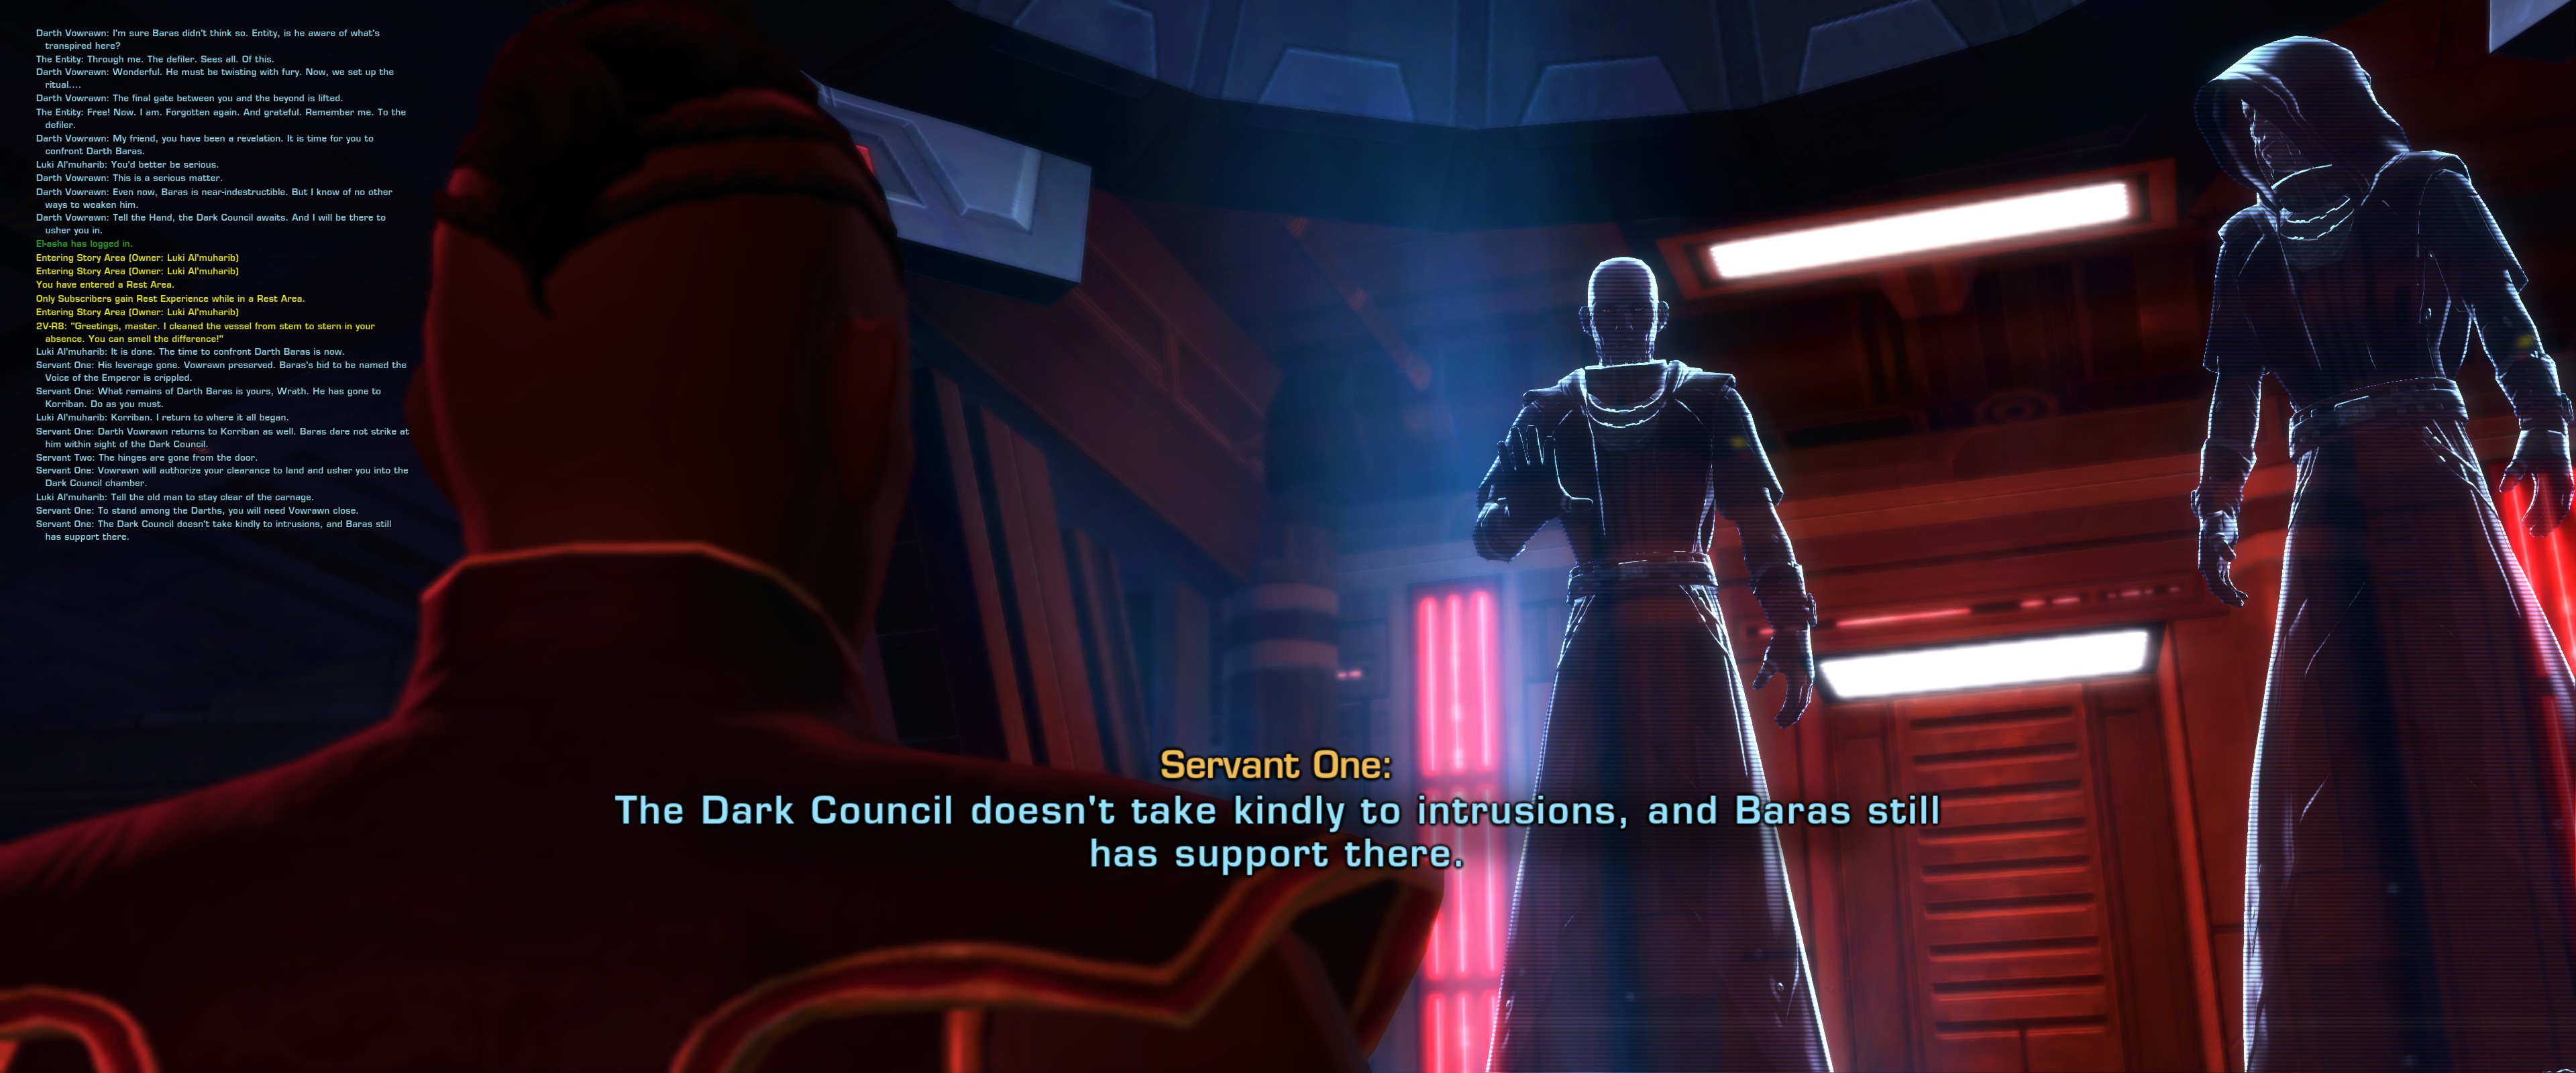 Darth Vowrawn: I'm sure Baras didn't think so. Entity, is he aware of what's
transpired here?
The Entity: Through me. The defiler. Sees all. Of this.
Darth Vowrawn: Wonderful. He must be twisting with fury. Now, we set up the
ritual....
Darth Vowrawn: The final gate between you and the beyond is lifted.
The Entity: Free! Now. I am. Forgotten again. And grateful. Remember me. To the
defiler.
Darth Vowrawn: My friend, you have been a revelation. It is time for you to
confront Darth Baras.
Luki Al'muharib: You'd better be serious.
Darth Vowrawn: This is a serious matter.
Darth Vowrawn: Even now, Baras is near-indestructible. But I know of no other
ways to weaken him.
Darth Vowrawn: Tell the Hand, the Dark Council awaits. And I will be there to
usher you in.
El-asha has logged in.
Entering Story Area (Owner: Luki Al'muharib)
Entering Story Area (Owner: Luki Al'muharib)
You have entered a Rest Area.
Only Subscribers gain Rest Experience while in a Rest Area.
Entering Story Area (Owner: Luki Al'muharib)
2V-R8: "Greetings, master. I cleaned the vessel from stem to stern in your
absence. You can smell the difference!"
Luki Al'muharib: It is done. The time to confront Darth Baras is now.
Servant One: His leverage gone. Vowrawn preserved. Baras's bid to be named the
Voice of the Emperor is crippled.
Servant One: What remains of Darth Baras is yours, Wrath. He has gone to
Korriban. Do as you must.
Luki Al'muharib: Korriban. I return to where it all began.
Servant One: Darth Vowrawn returns to Korriban as well. Baras dare not strike at
him within sight of the Dark Council.
Servant Two: The hinges are gone from the door.
Servant One: Vowrawn will authorize your clearance to land and usher you into the
Dark Council chamber.
Luki Al'muharib: Tell the old man to stay clear of the carnage.
Servant One: To stand among the Darths, you will need Vowrawn close.
Servant One: The Dark Council doesn't take kindly to intrusions, and Baras still
has support there.
Servant One:
The Dark Council doesn't take kindly to intrusions, and Baras still
has support there.